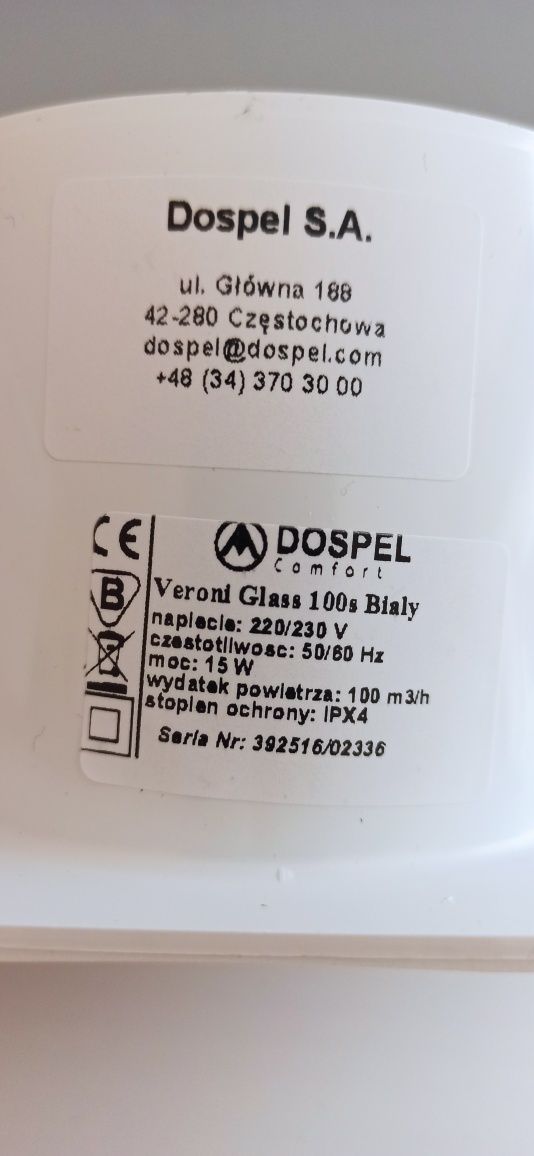 Dospel S.A.
ul. Główna 188
42-280 Częstochowa
dospel@dospel.com
+48 (34) 370 30 00
CE
DOSPEL
Comfort
B
Veroni Glass 100s Bialy
napiecie: 220/230 V
czestotliwosc: 50/60 Hz
moc: 15 W
wydatek powietrza: 100 m3/h
stopien ochrony: IPX4
Seria Nr: 392516/02336